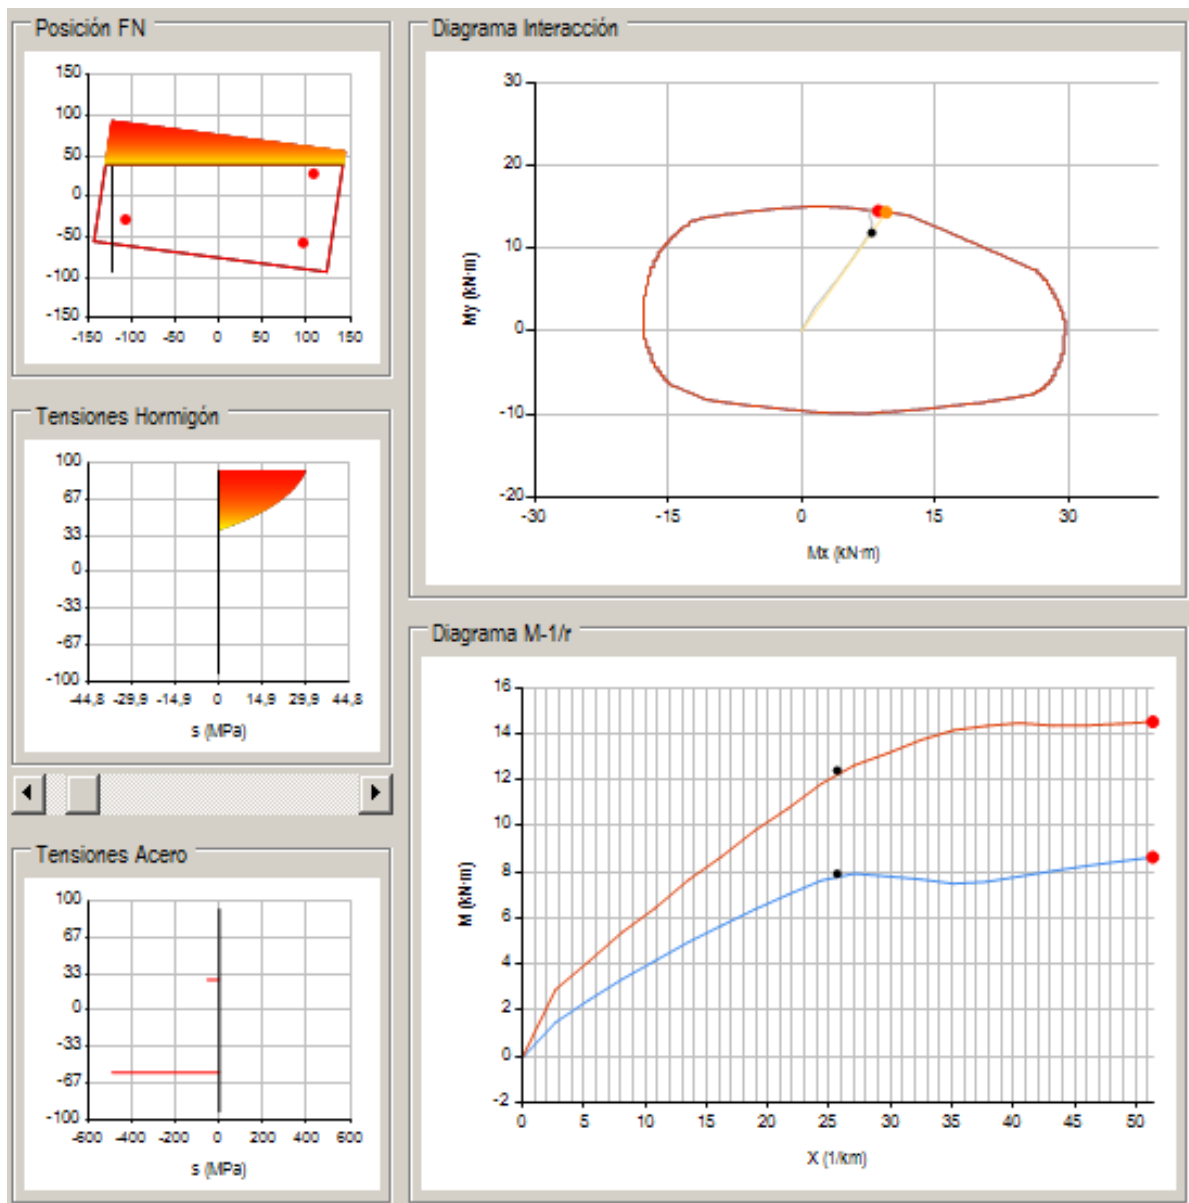 Posición FN
150
100
50
0
-50
-100
-150
-150 -100 -50 0 50 100 150
Tensiones Hormigón
100
67
33
0
-33
-67
-100
-44,8 -29,9 -14,9 0 14,9 29,9 44,8
s (MPa)
Tensiones Acero
100
67
33
0
-33
-67
-100
-600 -400 -200 0 200 400 600
s (MPa)
Diagrama Interacción
30
20
10
0
-10
-20
My (kN·m)
-30 -15 0 15 30
Mx (kN·m)
Diagrama M-1/r
16
14
12
10
8
6
4
2
0
-2
M (kN·m)
0 5 10 15 20 25 30 35 40 45 50
X (1/km)